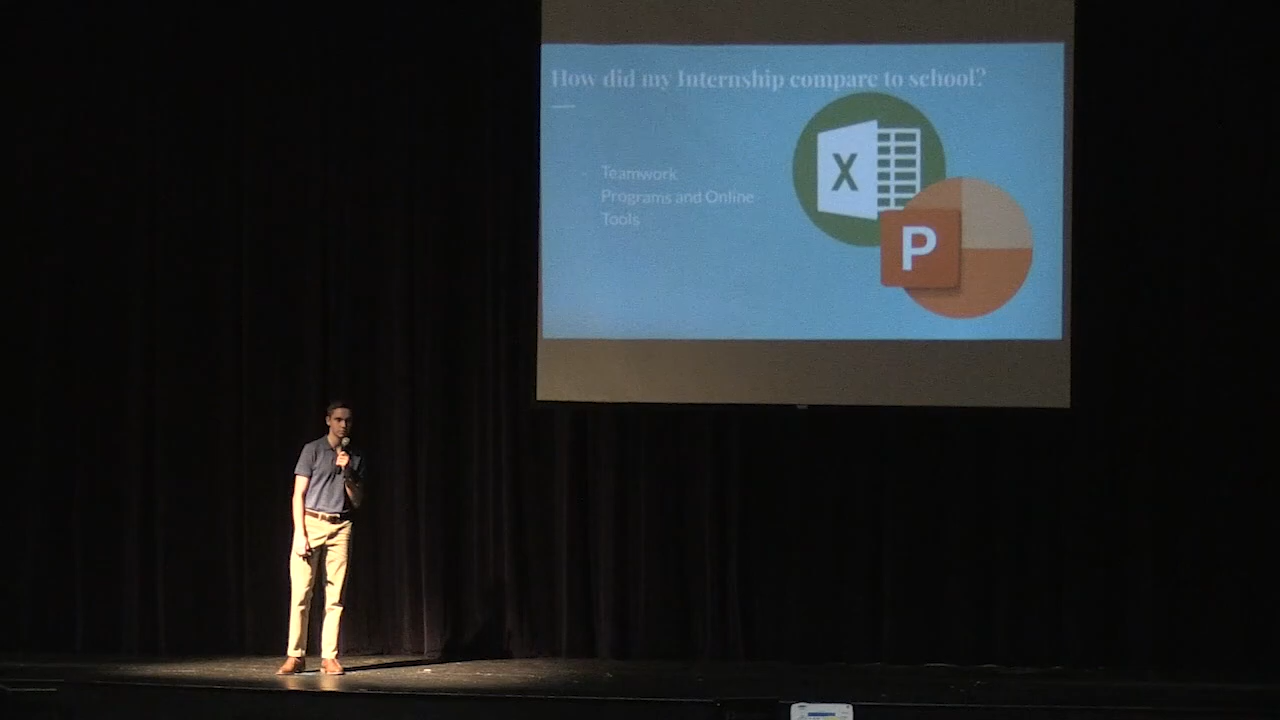 How did my Internship compare to school?
- Teamwork
Programs and Online
Tools
X
P